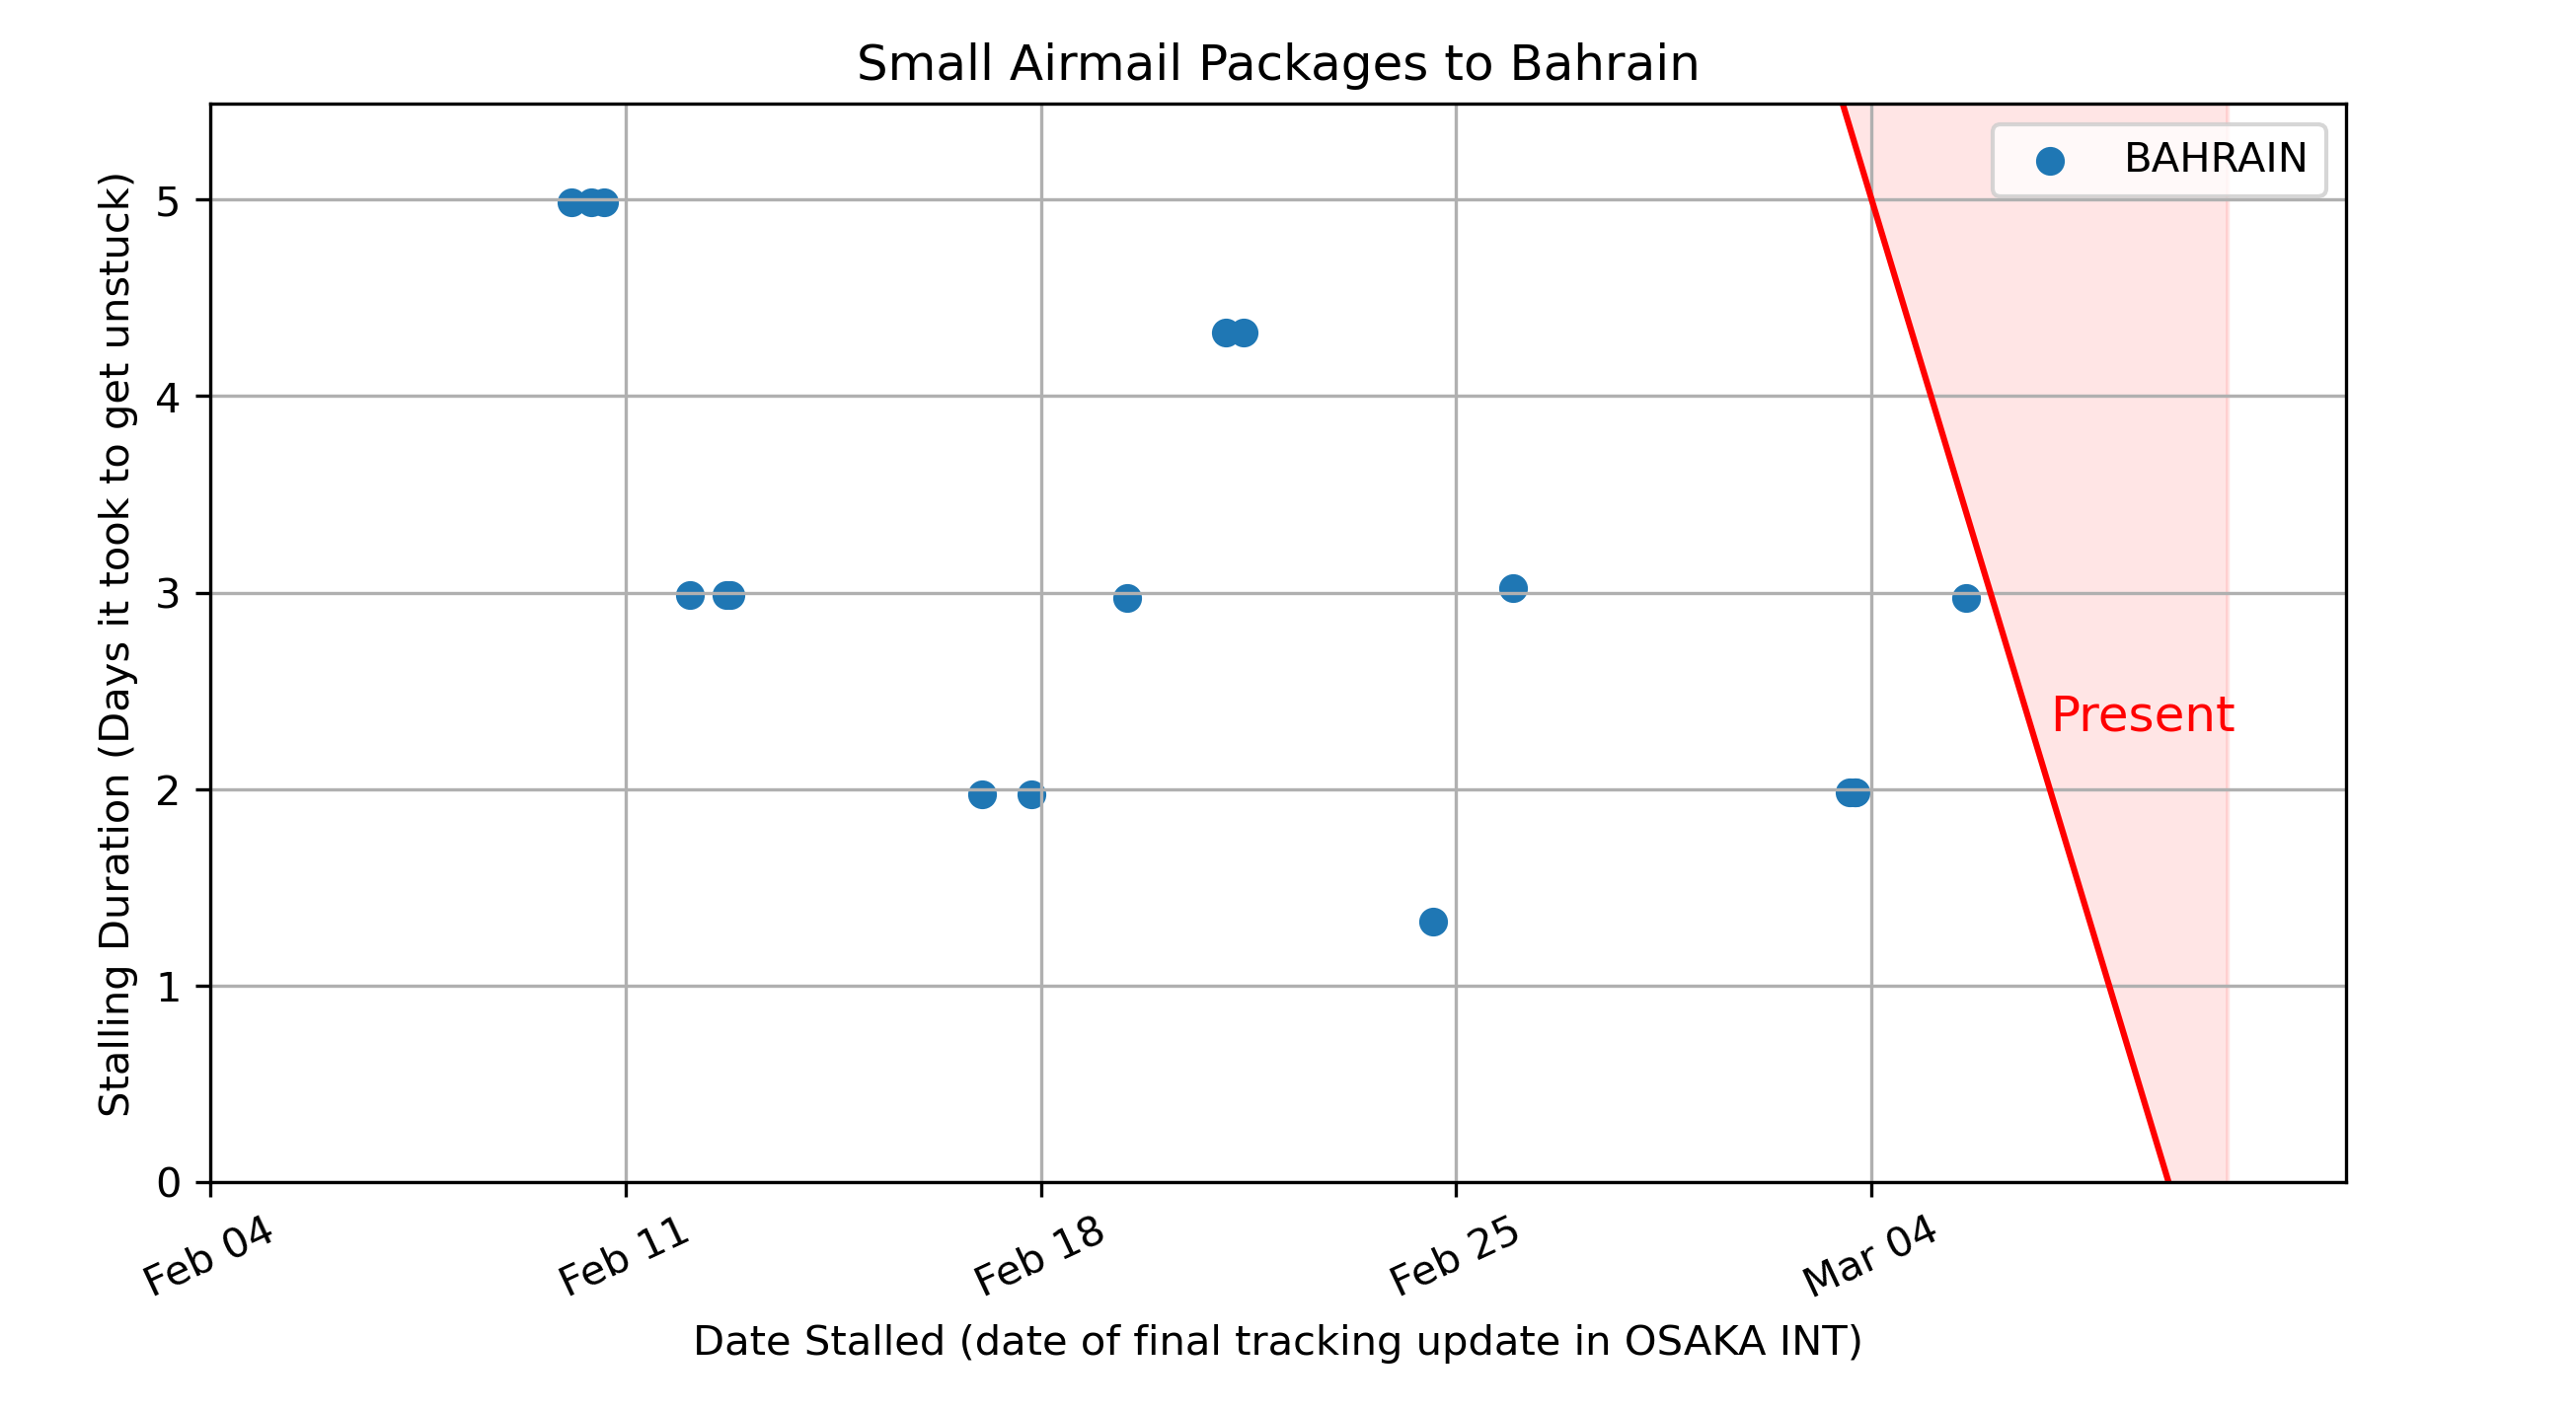 Small Airmail Packages to Bahrain
BAHRAIN
Stalling Duration (Days it took to get unstuck)
5
4
3
2
1
0
Present
Feb 04
Feb 11
Feb 18
Feb 25
Mar 04
Date Stalled (date of final tracking update in OSAKA INT)